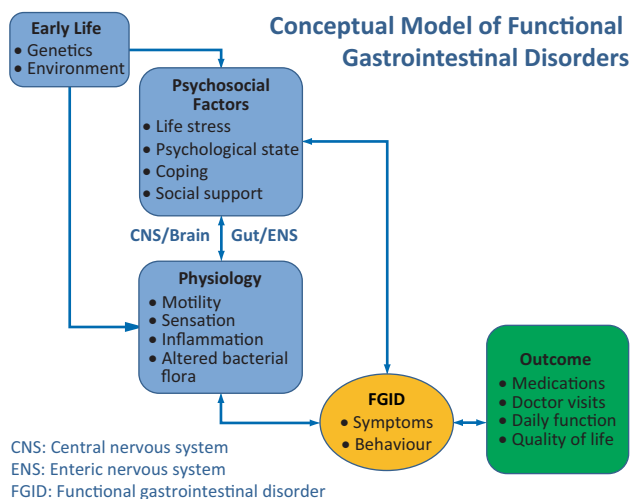 Conceptual Model of Functional
Gastrointestinal Disorders
Early Life
● Genetics
● Environment
Psychosocial
Factors
● Life stress
● Psychological state
● Coping
● Social support
CNS/Brain Gut/ENS
Physiology
● Motility
● Sensation
● Inflammation
● Altered bacterial
flora
FGID
● Symptoms
● Behaviour
Outcome
● Medications
● Doctor visits
● Daily function
● Quality of life
CNS: Central nervous system
ENS: Enteric nervous system
FGID: Functional gastrointestinal disorder